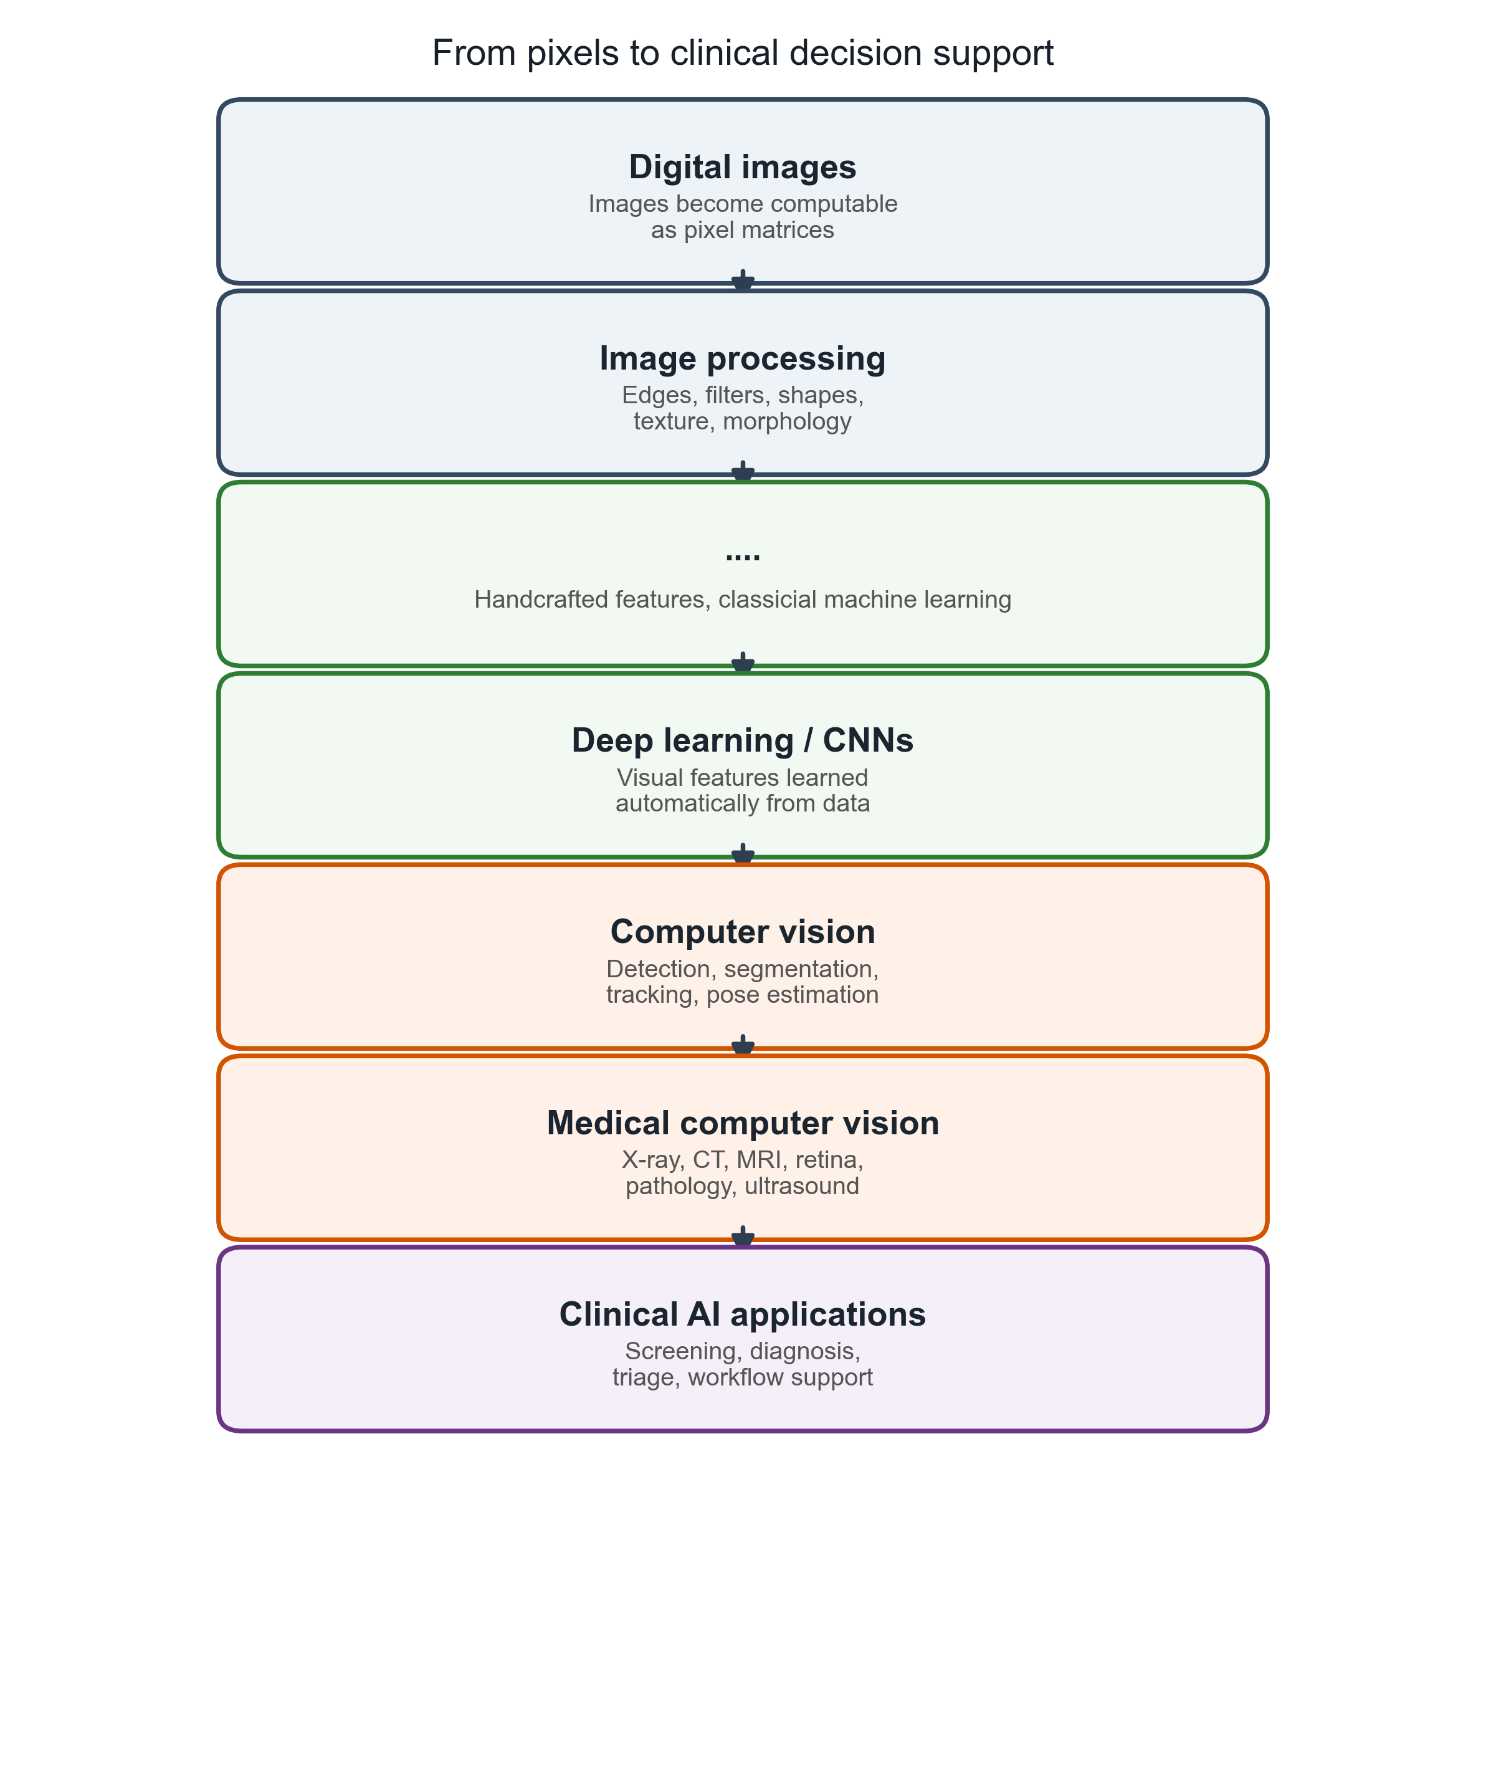 From pixels to clinical decision support
Digital images
Images become computable
as pixel matrices
Image processing
Edges, filters, shapes,
texture, morphology
....
Handcrafted features, classicial machine learning
Deep learning / CNNs
Visual features learned
automatically from data
Computer vision
Detection, segmentation,
tracking, pose estimation
Medical computer vision
X-ray, CT, MRI, retina,
pathology, ultrasound
Clinical AI applications
Screening, diagnosis,
triage, workflow support